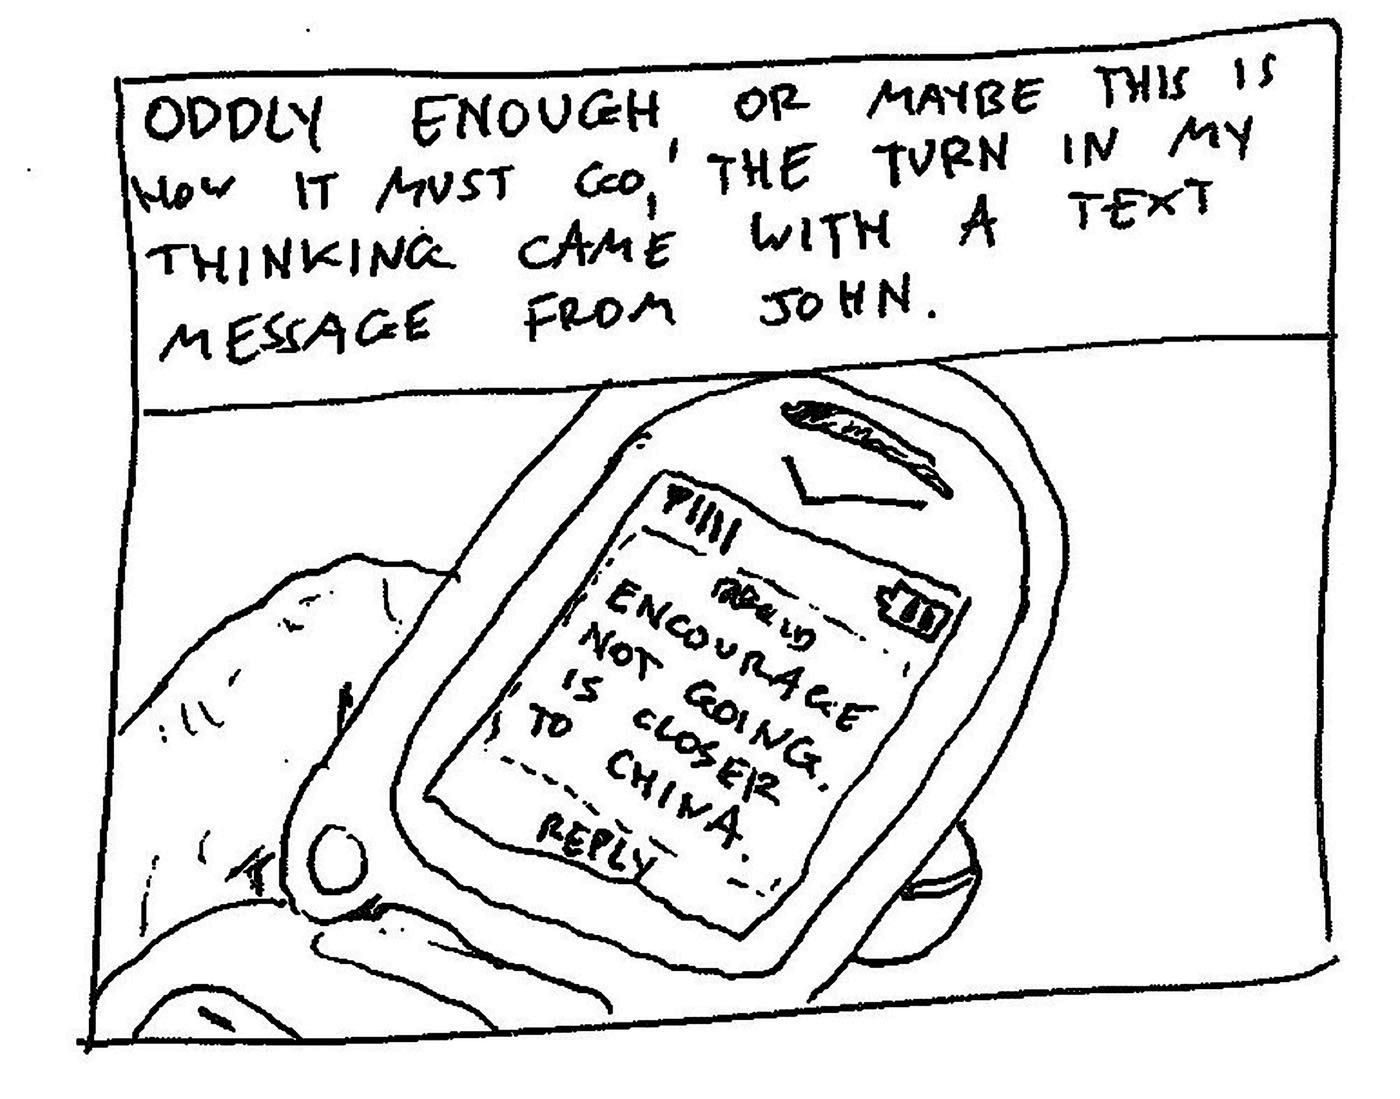 ODDLY ENOUGH, OR MAYBE THIS IS
HOW IT MUST GO, THE TURN IN MY
THINKING CAME WITH A TEXT
MESSAGE FROM JOHN.
ENCOURAGE
NOT GOING.
IS CLOSER
TO CHINA.
REPLY